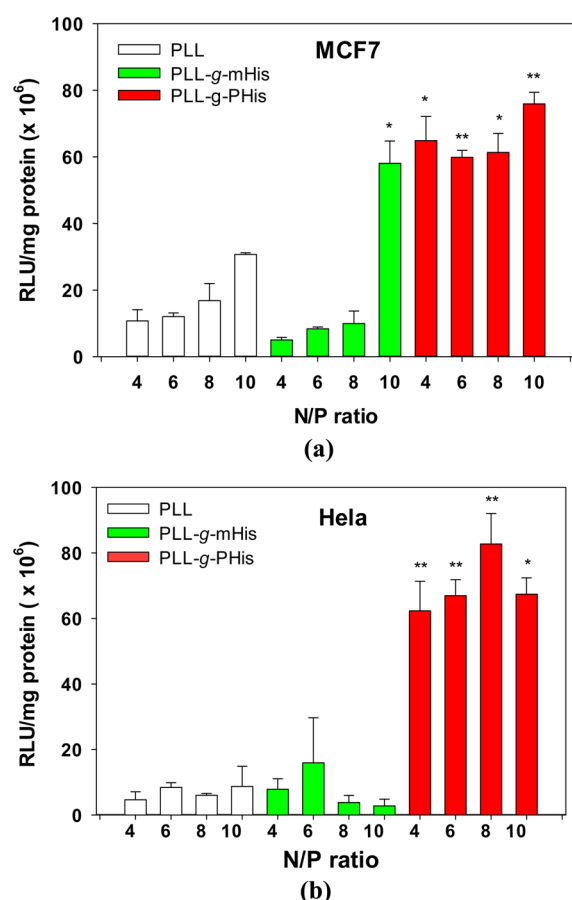 100
80
60
40
20
0
RLU/mg protein (x 10⁶)
PLL
PLL-g-mHis
PLL-g-PHis
MCF7
* * ** * **
4 6 8 10 4 6 8 10 4 6 8 10
N/P ratio
(a)
100
80
60
40
20
0
RLU/mg protein ( x 10⁶)
PLL
PLL-g-mHis
PLL-g-PHis
Hela
** ** ** *
4 6 8 10 4 6 8 10 4 6 8 10
N/P ratio
(b)